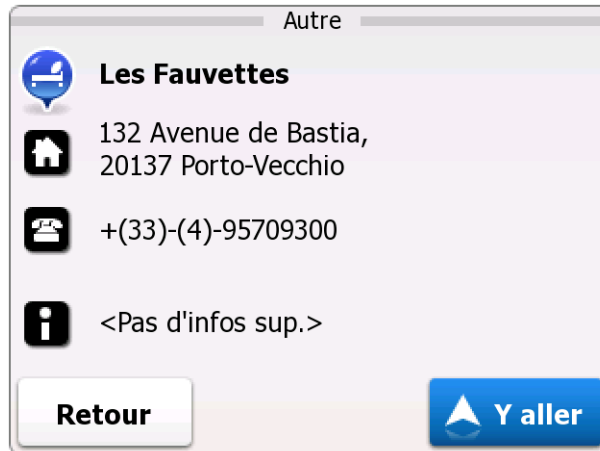 Autre
Les Fauvettes
132 Avenue de Bastia,
20137 Porto-Vecchio
+(33)-(4)-95709300
<Pas d'infos sup.>
Retour
Y aller